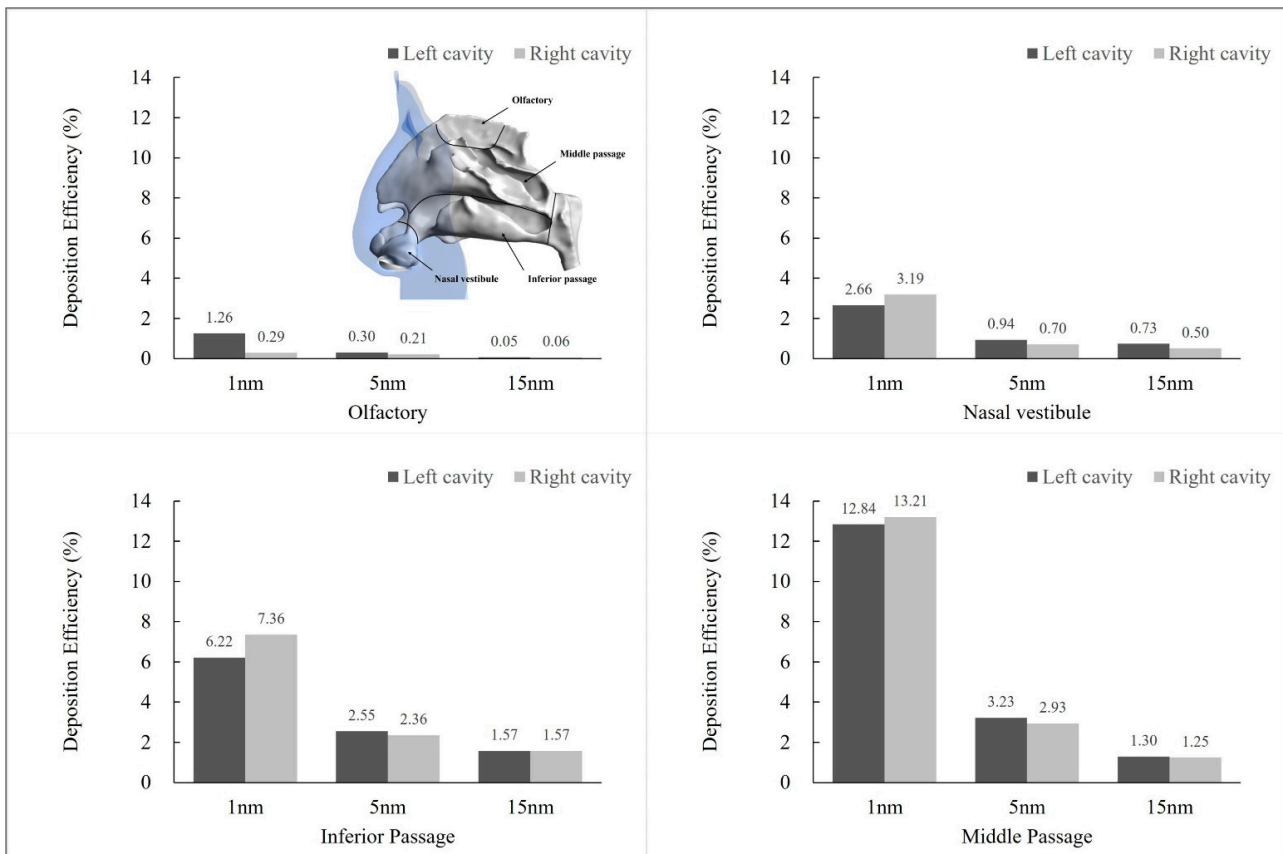 Left cavity Right cavity
Deposition Efficiency (%)
14
12
10
8
6
4
2
0
Olfactory
Middle passage
Nasal vestibule
Inferior passage
1.26
0.29
0.30
0.21
0.05
0.06
1nm
5nm
15nm
Olfactory
Left cavity Right cavity
Deposition Efficiency (%)
14
12
10
8
6
4
2
0
2.66
3.19
0.94
0.70
0.73
0.50
1nm
5nm
15nm
Nasal vestibule
Left cavity Right cavity
Deposition Efficiency (%)
14
12
10
8
6
4
2
0
6.22
7.36
2.55
2.36
1.57
1.57
1nm
5nm
15nm
Inferior Passage
Left cavity Right cavity
Deposition Efficiency (%)
14
12
10
8
6
4
2
0
12.84
13.21
3.23
2.93
1.30
1.25
1nm
5nm
15nm
Middle Passage